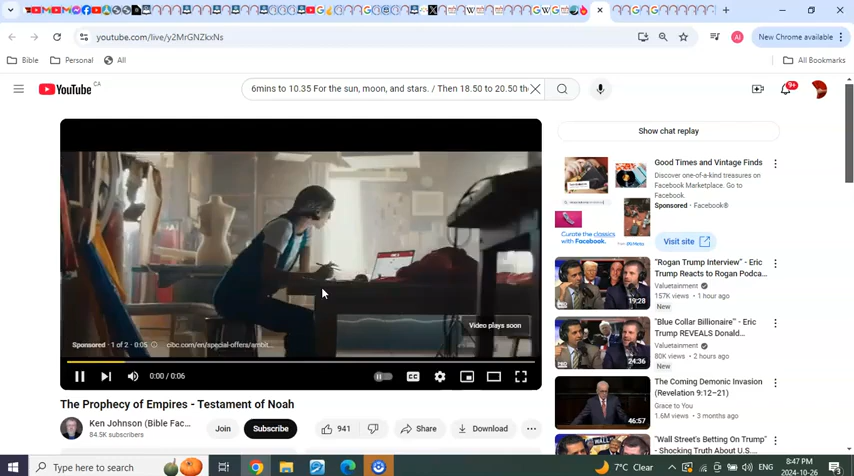 youtube.com/live/y2MrGNZkxNs
New Chrome available
Bible
Personal
All
All Bookmarks
YouTube CA
6mins to 10.35 For the sun, moon, and stars. / Then 18.50 to 20.50 the
9+
Video plays soon
Sponsored · 1 of 2 · 0:05
cibc.com/en/special-offers/ambit...
0:00 / 0:06
The Prophecy of Empires - Testament of Noah
Ken Johnson (Bible Fac...
84.5K subscribers
Join
Subscribe
941
Share
Download
Show chat replay
Good Times and Vintage Finds
Discover one-of-a-kind treasures on
Facebook Marketplace. Go to
Facebook.
Sponsored · Facebook®
Curate the classics
with Facebook.
Visit site
"Rogan Trump Interview" - Eric
Trump Reacts to Rogan Podca...
Valuetainment
157K views · 1 hour ago
New
19:28
"Blue Collar Billionaire" - Eric
Trump REVEALS Donald...
Valuetainment
80K views · 2 hours ago
New
24:36
The Coming Demonic Invasion
(Revelation 9:12–21)
Grace to You
1.6M views · 3 months ago
46:57
"Wall Street's Betting On Trump"
- Shocking Truth About U.S.
Type here to search
7°C Clear
8:47 PM
2024-10-26